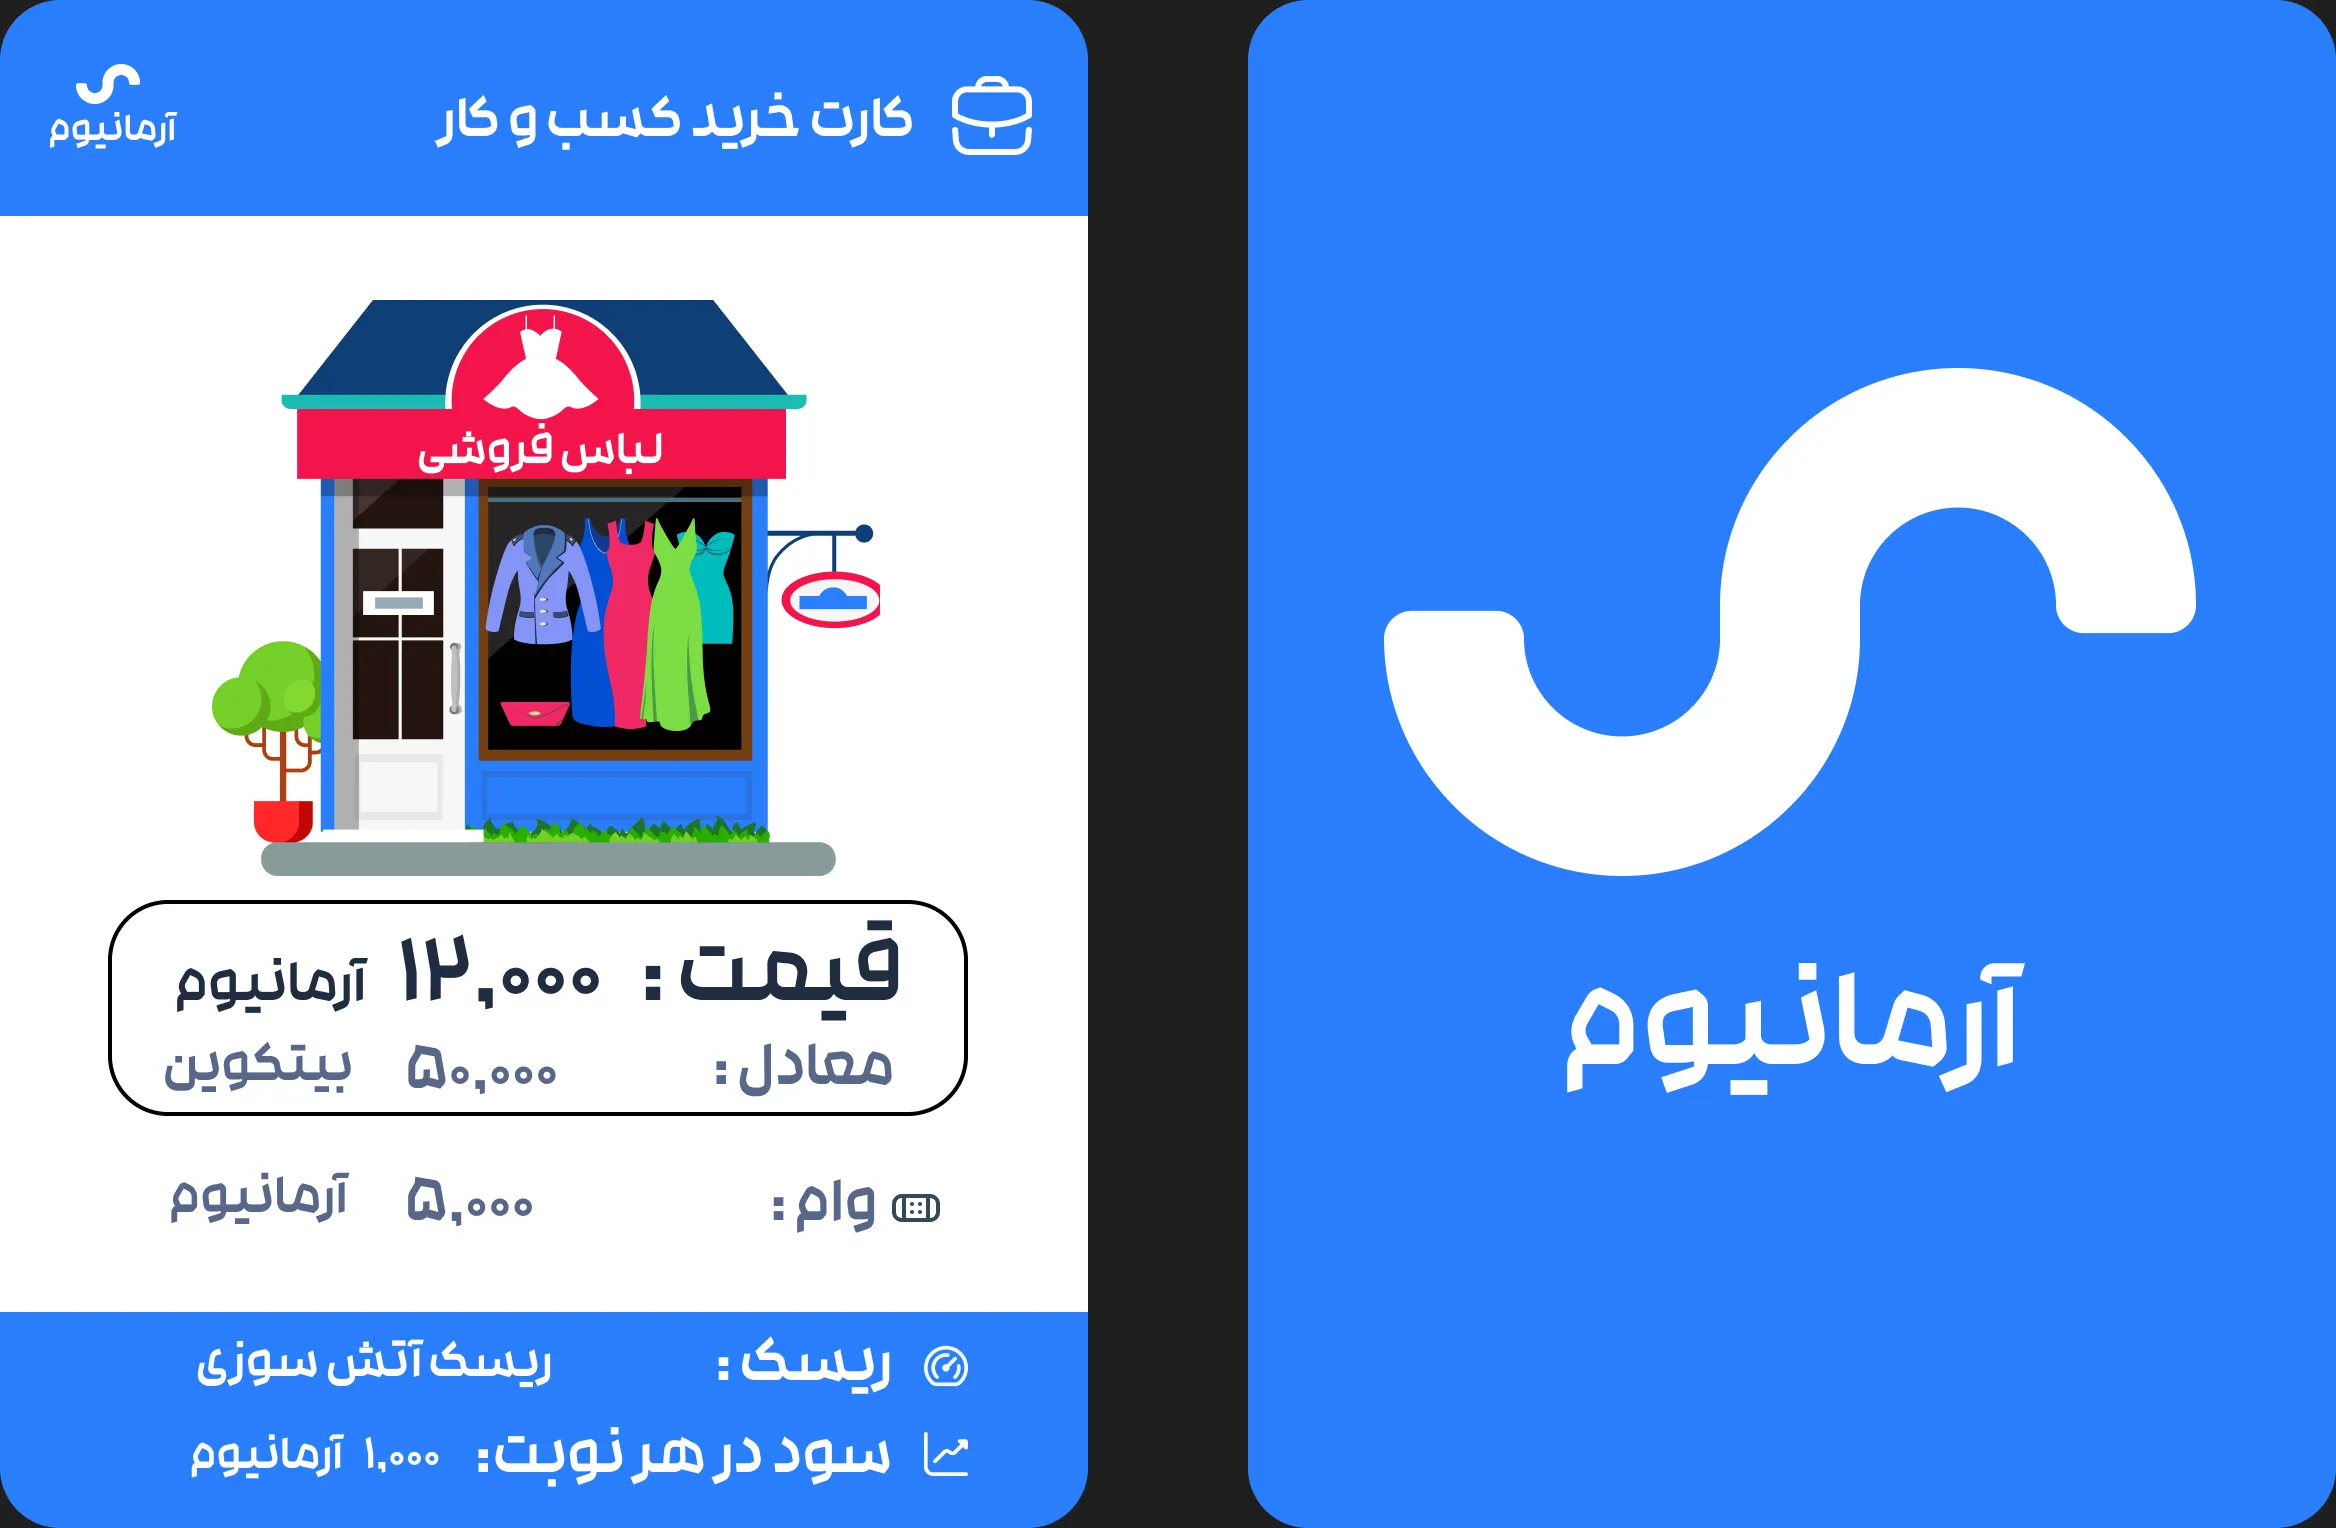 کارت خرید کسب و کار
آرمانیوم
لباس فروشی
قیمت : ۱۲,۰۰۰ آرمانیوم
معادل : ۵۰,۰۰۰ بیتکوین
وام : ۵,۰۰۰ آرمانیوم
ریسک : ریسک آتش سوزی
سود در هر نوبت : ۱,۰۰۰ آرمانیوم
آرمانیوم